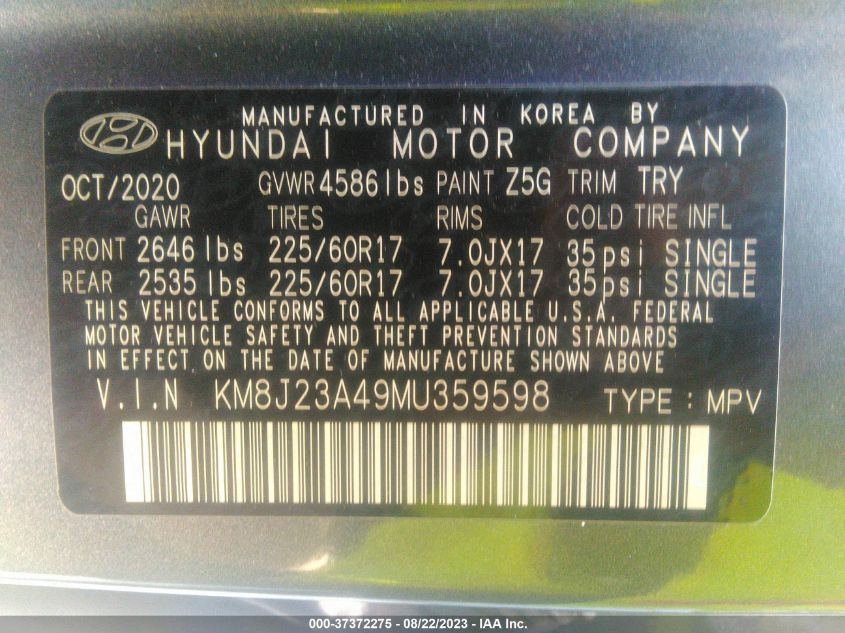 MANUFACTURED IN KOREA BY
HYUNDAI MOTOR COMPANY
OCT/2020 GVWR 4586lbs PAINT Z5G TRIM TRY
GAWR TIRES RIMS COLD TIRE INFL
FRONT 2646 lbs 225/60R17 7.0JX17 35psi SINGLE
REAR 2535 lbs 225/60R17 7.0JX17 35psi SINGLE
THIS VEHICLE CONFORMS TO ALL APPLICABLE U.S.A. FEDERAL
MOTOR VEHICLE SAFETY AND THEFT PREVENTION STANDARDS
IN EFFECT ON THE DATE OF MANUFACTURE SHOWN ABOVE.
V.I.N KM8J23A49MU359598 TYPE : MPV
000-37372275 - 08/22/2023 - IAA Inc.